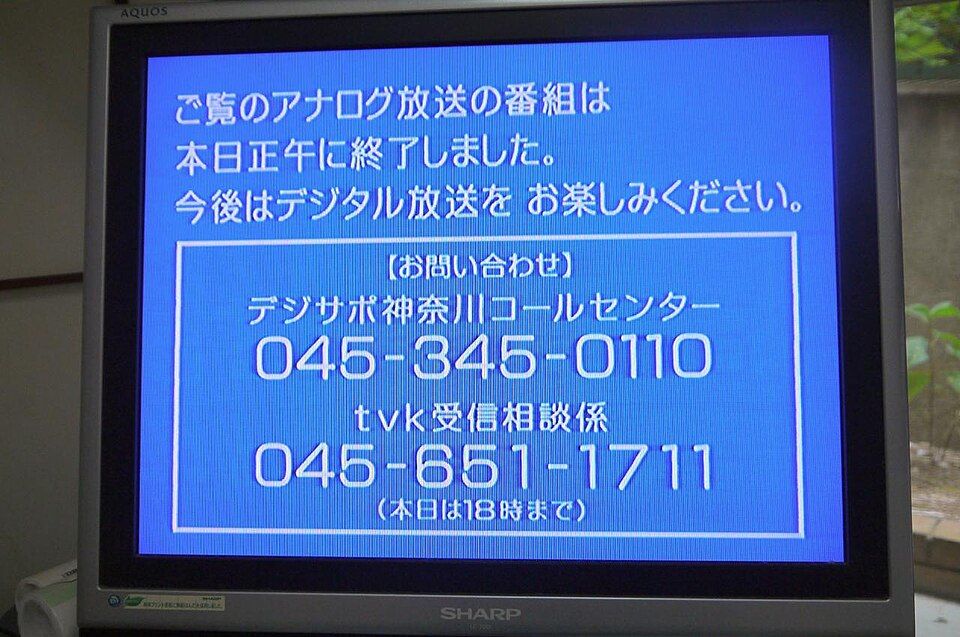 AQUOS
ご覧のアナログ放送の番組は
本日正午に終了しました。
今後はデジタル放送を お楽しみください。
【お問い合わせ】
デジサポ神奈川コールセンター
045-345-0110
tvk受信相談係
045-651-1711
(本日は18時まで)
SHARP